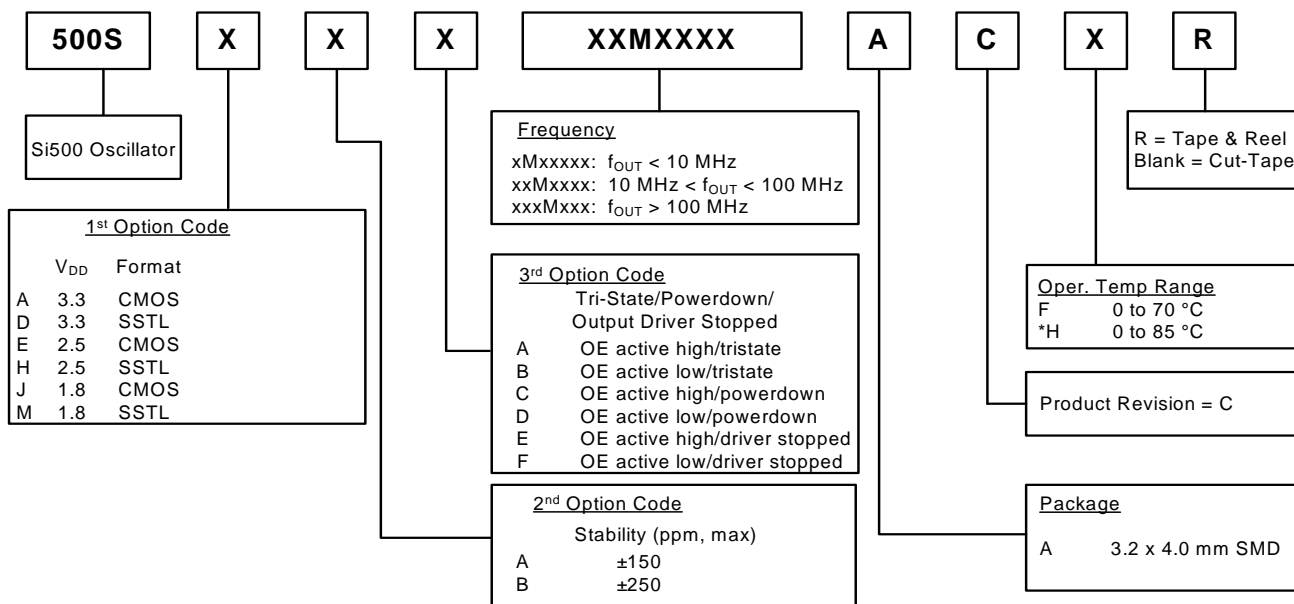 500S X X X XXMXXXX A C X R
Si500 Oscillator
1st Option Code
VDD Format
A 3.3 CMOS
D 3.3 SSTL
E 2.5 CMOS
H 2.5 SSTL
J 1.8 CMOS
M 1.8 SSTL
Frequency
xMxxxxx: fOUT < 10 MHz
xxMxxxx: 10 MHz < fOUT < 100 MHz
xxxMxxx: fOUT > 100 MHz
R = Tape & Reel
Blank = Cut-Tape
3rd Option Code
Tri-State/Powerdown/
Output Driver Stopped
A OE active high/tristate
B OE active low/tristate
C OE active high/powerdown
D OE active low/powerdown
E OE active high/driver stopped
F OE active low/driver stopped
Oper. Temp Range
F 0 to 70 °C
*H 0 to 85 °C
Product Revision = C
2nd Option Code
Stability (ppm, max)
A ±150
B ±250
Package
A 3.2 x 4.0 mm SMD